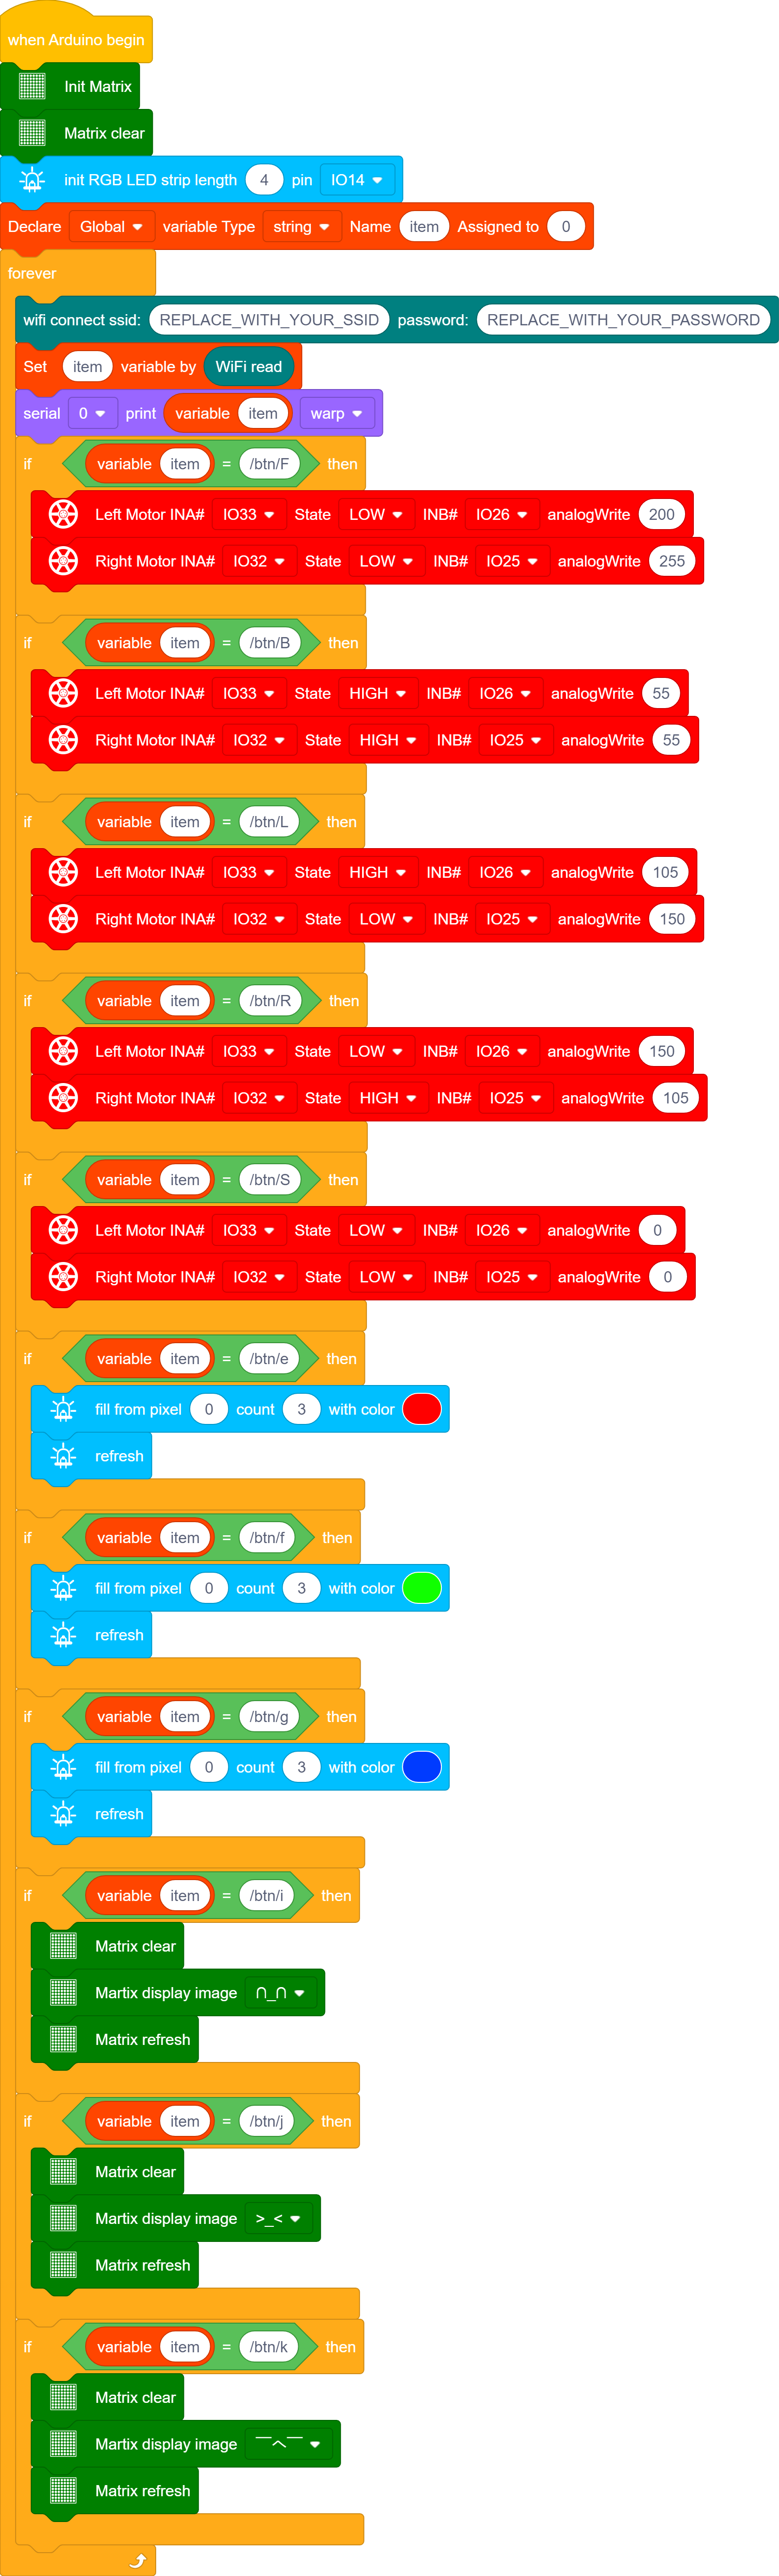 when Arduino begin
Init Matrix
Matrix clear
init RGB LED strip length 4 pin IO14
Declare Global variable Type string Name item Assigned to 0
forever
wifi connect ssid: REPLACE_WITH_YOUR_SSID password: REPLACE_WITH_YOUR_PASSWORD
Set item variable by WiFi read
serial 0 print variable item warp
if variable item = /btn/F then
Left Motor INA# IO33 State LOW INB# IO26 analogWrite 200
Right Motor INA# IO32 State LOW INB# IO25 analogWrite 255
if variable item = /btn/B then
Left Motor INA# IO33 State HIGH INB# IO26 analogWrite 55
Right Motor INA# IO32 State HIGH INB# IO25 analogWrite 55
if variable item = /btn/L then
Left Motor INA# IO33 State HIGH INB# IO26 analogWrite 105
Right Motor INA# IO32 State LOW INB# IO25 analogWrite 150
if variable item = /btn/R then
Left Motor INA# IO33 State LOW INB# IO26 analogWrite 150
Right Motor INA# IO32 State HIGH INB# IO25 analogWrite 105
if variable item = /btn/S then
Left Motor INA# IO33 State LOW INB# IO26 analogWrite 0
Right Motor INA# IO32 State LOW INB# IO25 analogWrite 0
if variable item = /btn/e then
fill from pixel 0 count 3 with color
refresh
if variable item = /btn/f then
fill from pixel 0 count 3 with color
refresh
if variable item = /btn/g then
fill from pixel 0 count 3 with color
refresh
if variable item = /btn/i then
Matrix clear
Martix display image ∩_∩
Matrix refresh
if variable item = /btn/j then
Matrix clear
Martix display image >_<
Matrix refresh
if variable item = /btn/k then
Matrix clear
Martix display image ￣へ￣
Matrix refresh